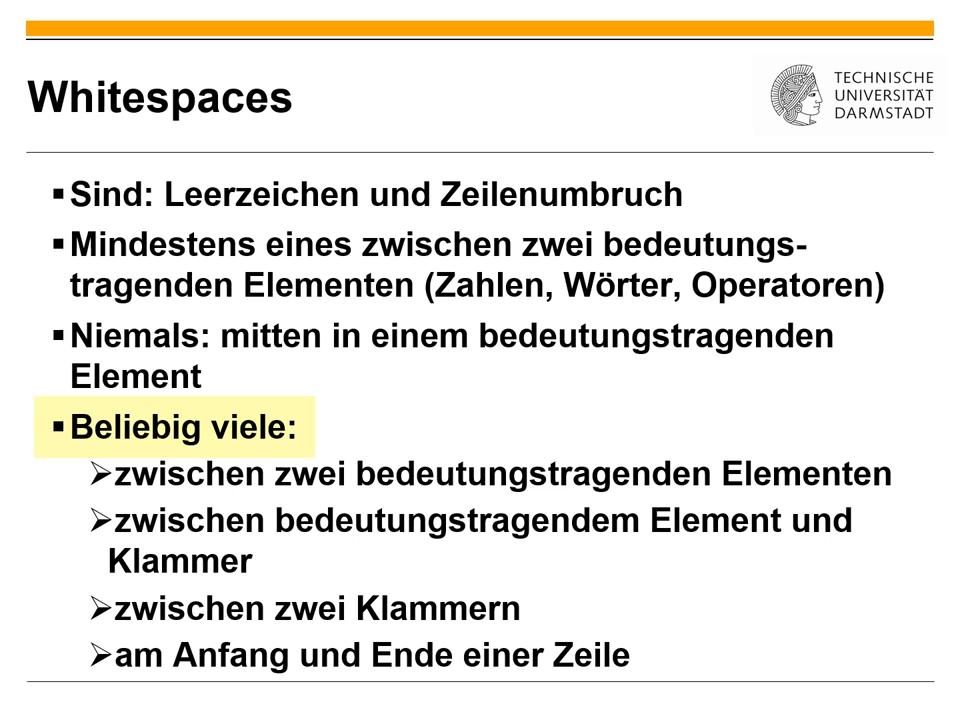 Whitespaces
TECHNISCHE
UNIVERSITÄT
DARMSTADT
▪ Sind: Leerzeichen und Zeilenumbruch
▪ Mindestens eines zwischen zwei bedeutungs-
tragenden Elementen (Zahlen, Wörter, Operatoren)
▪ Niemals: mitten in einem bedeutungstragenden
Element
▪ Beliebig viele:
➢ zwischen zwei bedeutungstragenden Elementen
➢ zwischen bedeutungstragendem Element und
Klammer
➢ zwischen zwei Klammern
➢ am Anfang und Ende einer Zeile